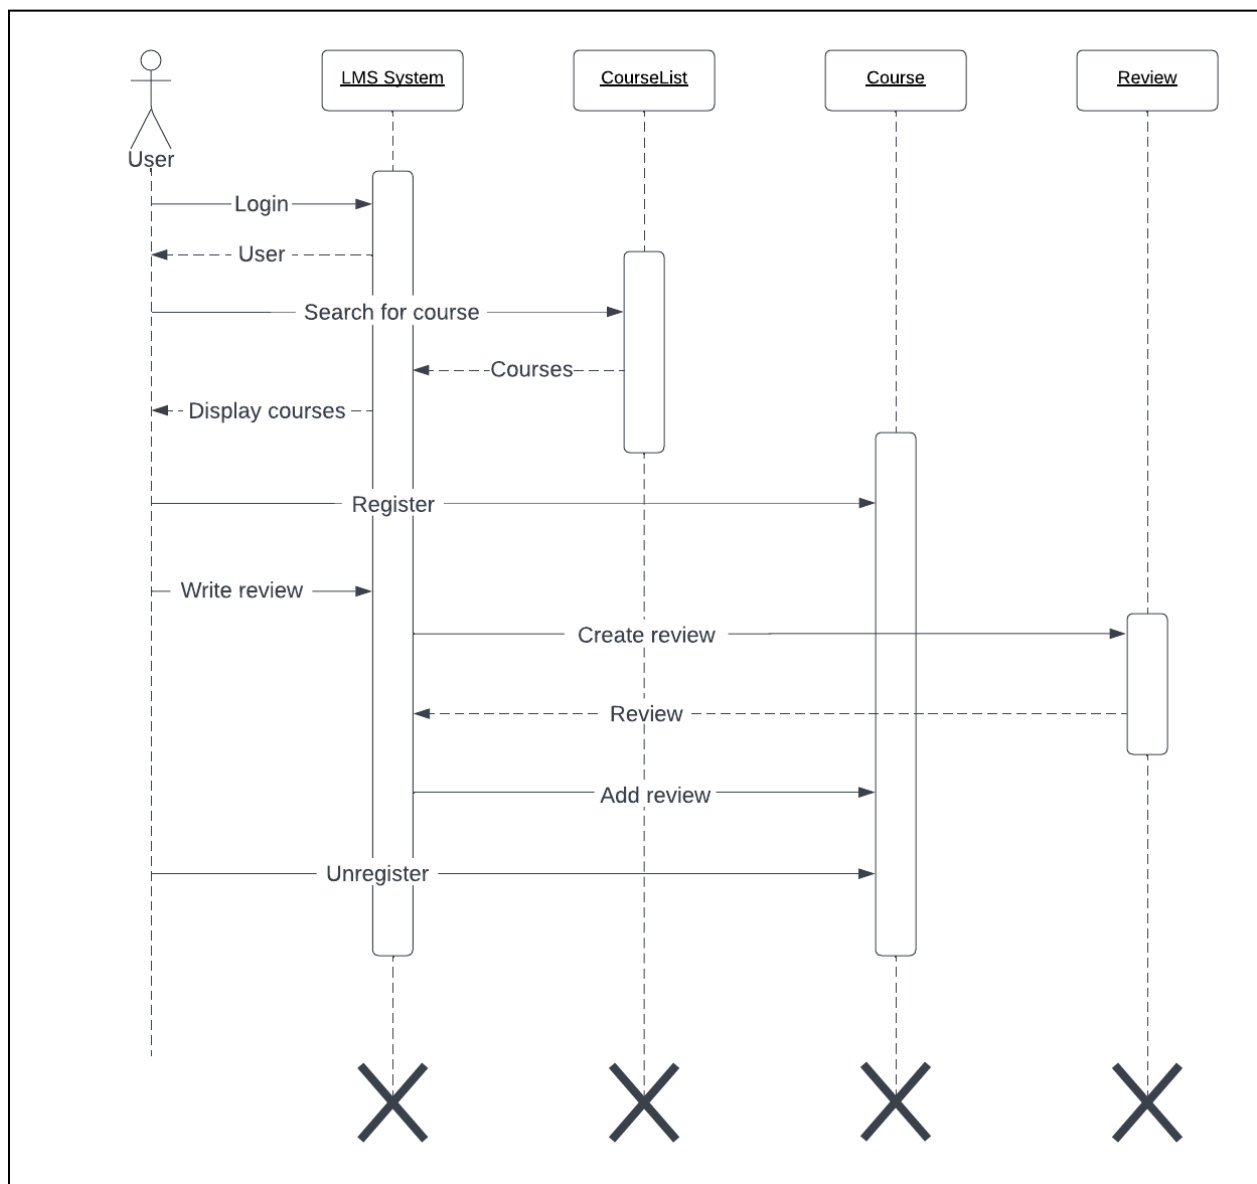 LMS System
CourseList
Course
Review
User
Login
User
Search for course
Courses
Display courses
Register
Write review
Create review
Review
Add review
Unregister